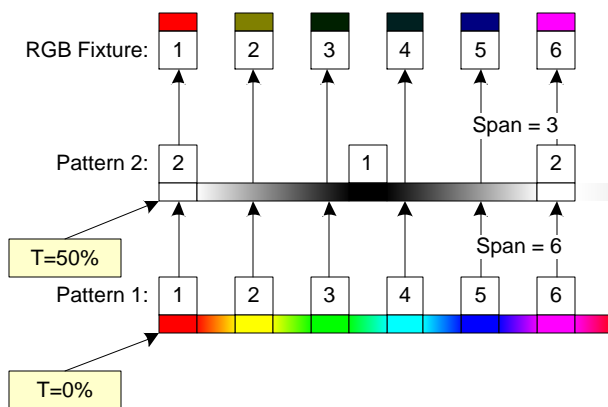 RGB Fixture: 1 2 3 4 5 6
Span = 3
Pattern 2: 2 1 2
T=50%
Span = 6
Pattern 1: 1 2 3 4 5 6
T=0%